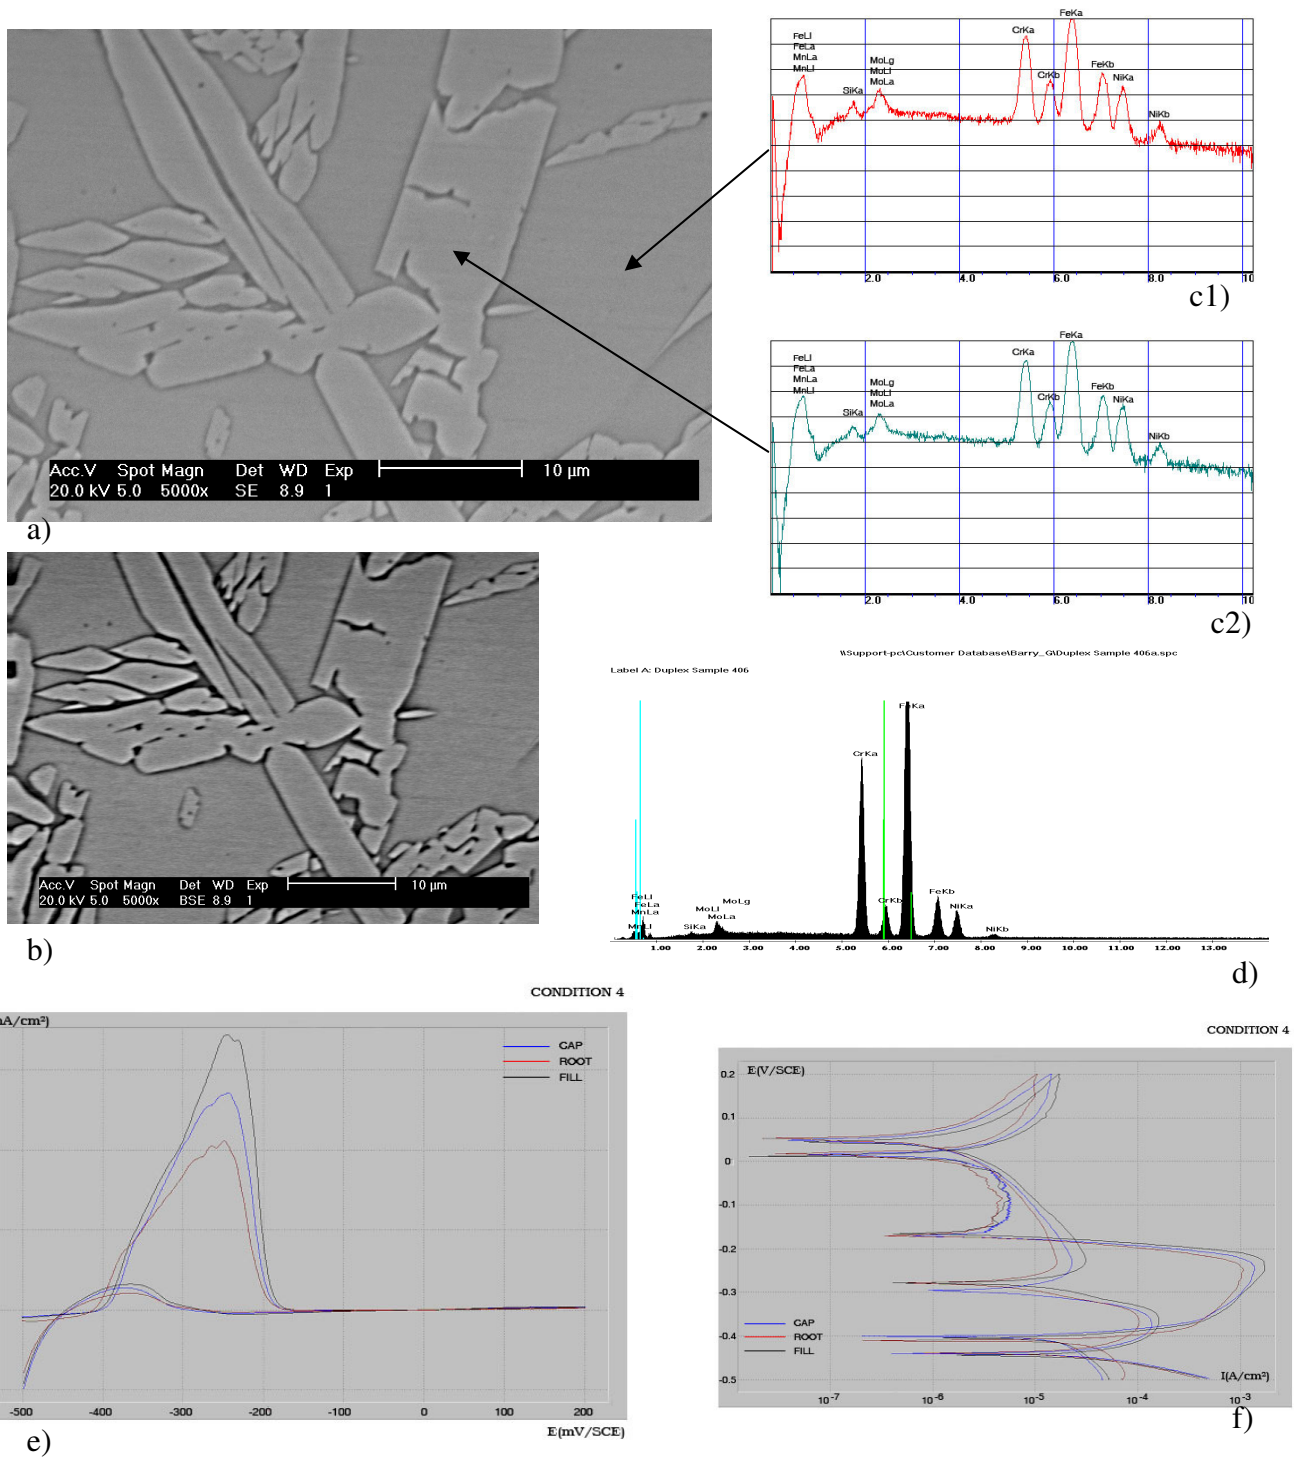 FeLl
FeLa
MnLa
MnLl
SiKa
MoLg
MoLl
MoLa
CrKa
CrKb
FeKa
FeKb
NiKa
NiKb
2.0 4.0 6.0 8.0 10
c1)
Acc.V Spot Magn Det WD Exp 10 µm
20.0 kV 5.0 5000x SE 8.9 1
a)
FeLl
FeLa
MnLa
MnLl
SiKa
MoLg
MoLl
MoLa
CrKa
CrKb
FeKa
FeKb
NiKa
NiKb
2.0 4.0 6.0 8.0 10
c2)
Acc.V Spot Magn Det WD Exp 10 µm
20.0 kV 5.0 5000x BSE 8.9 1
b)
\\Support-pc\Customer Database\Barry_G\Duplex Sample 406a.spc
Label A: Duplex Sample 406
FeLl
FeLa
MnLa
MnLl
SiKa
MoLl
MoLa
MoLg
CrKa
CrKb
FeKa
FeKb
NiKa
NiKb
1.00 2.00 3.00 4.00 5.00 6.00 7.00 8.00 9.00 10.00 11.00 12.00 13.00
d)
CONDITION 4
nA/cm²)
CAP
ROOT
FILL
-500 -400 -300 -200 -100 0 100 200
E(mV/SCE)
e)
CONDITION 4
E(V/SCE)
0.2
0.1
0
-0.1
-0.2
-0.3
-0.4
-0.5
CAP
ROOT
FILL
I(A/cm²)
10⁻⁷ 10⁻⁶ 10⁻⁵ 10⁻⁴ 10⁻³
f)